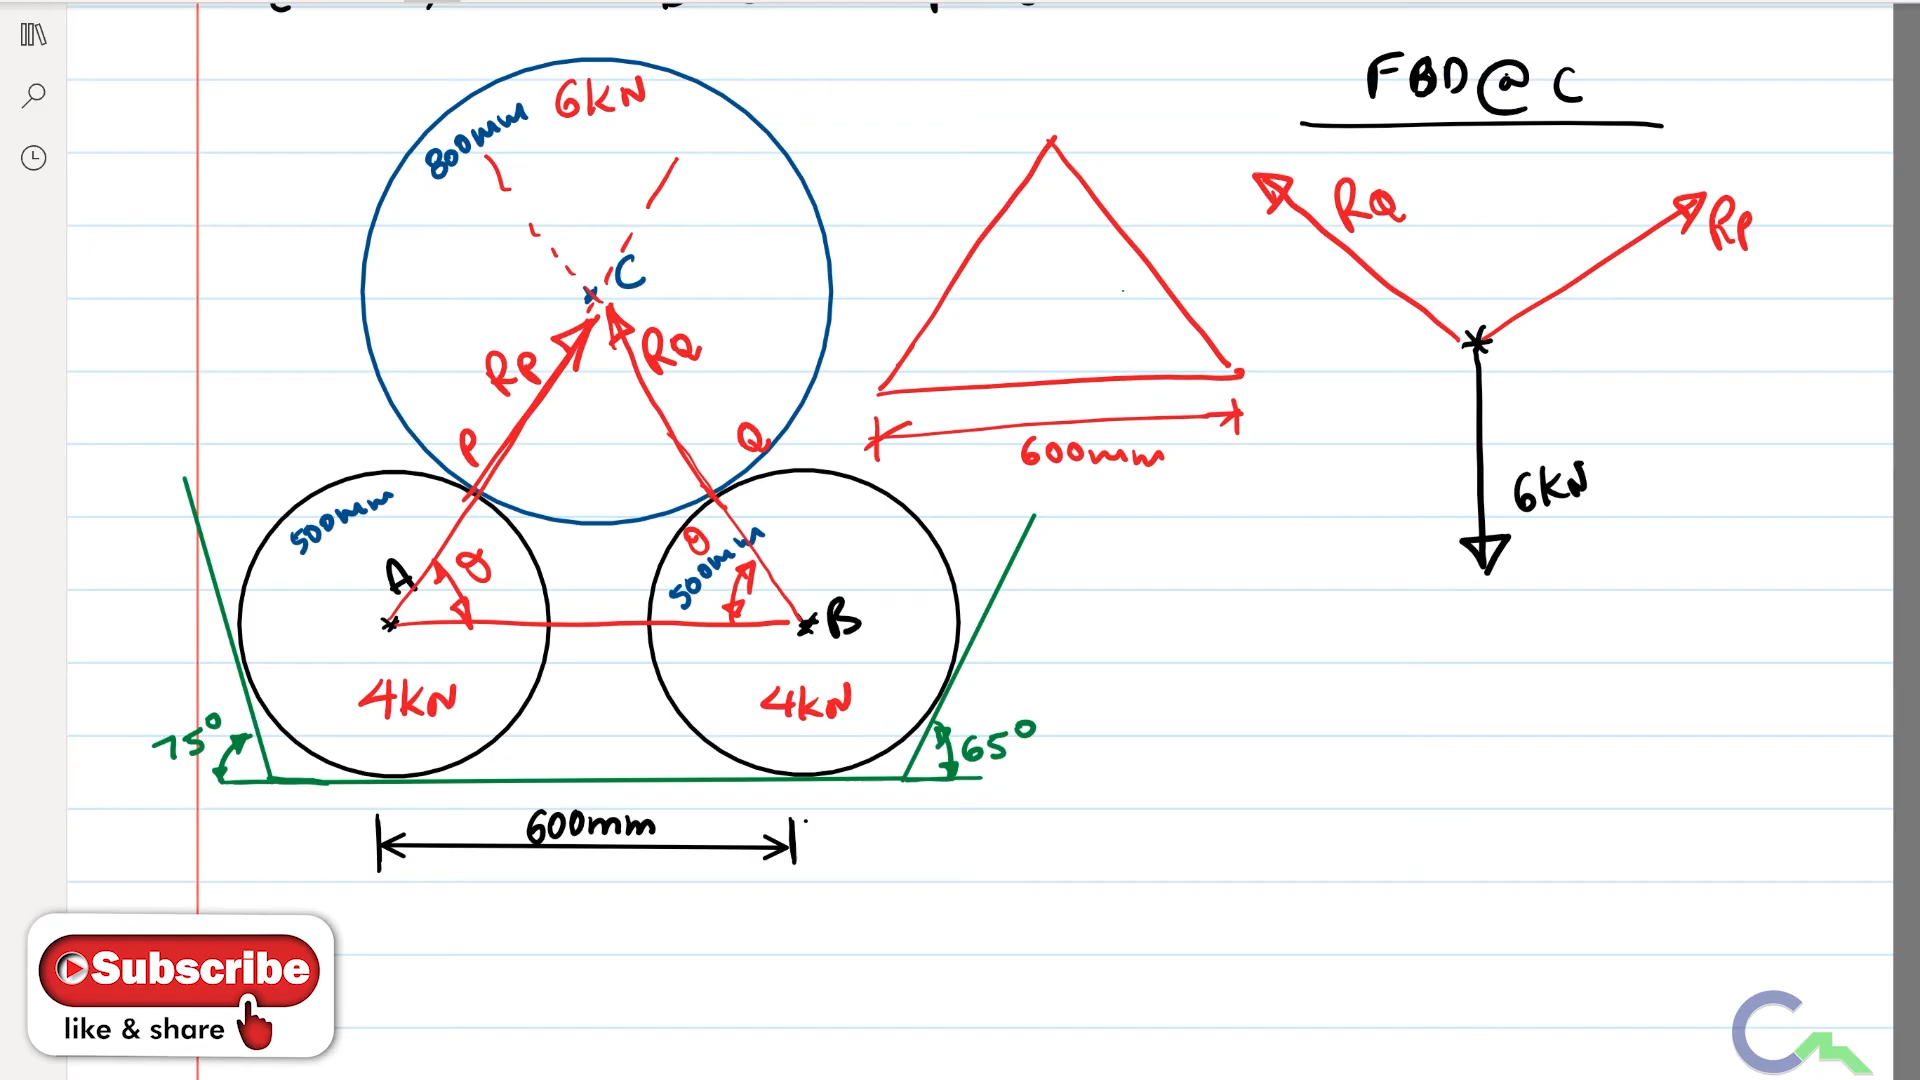 FBD@ C
6KN
800mm
C
RQ
RP
RP
RQ
P
Q
600mm
6KN
500mm
A
θ
θ
500mm
B
4KN
4KN
75°
65°
600mm
Subscribe
like & share